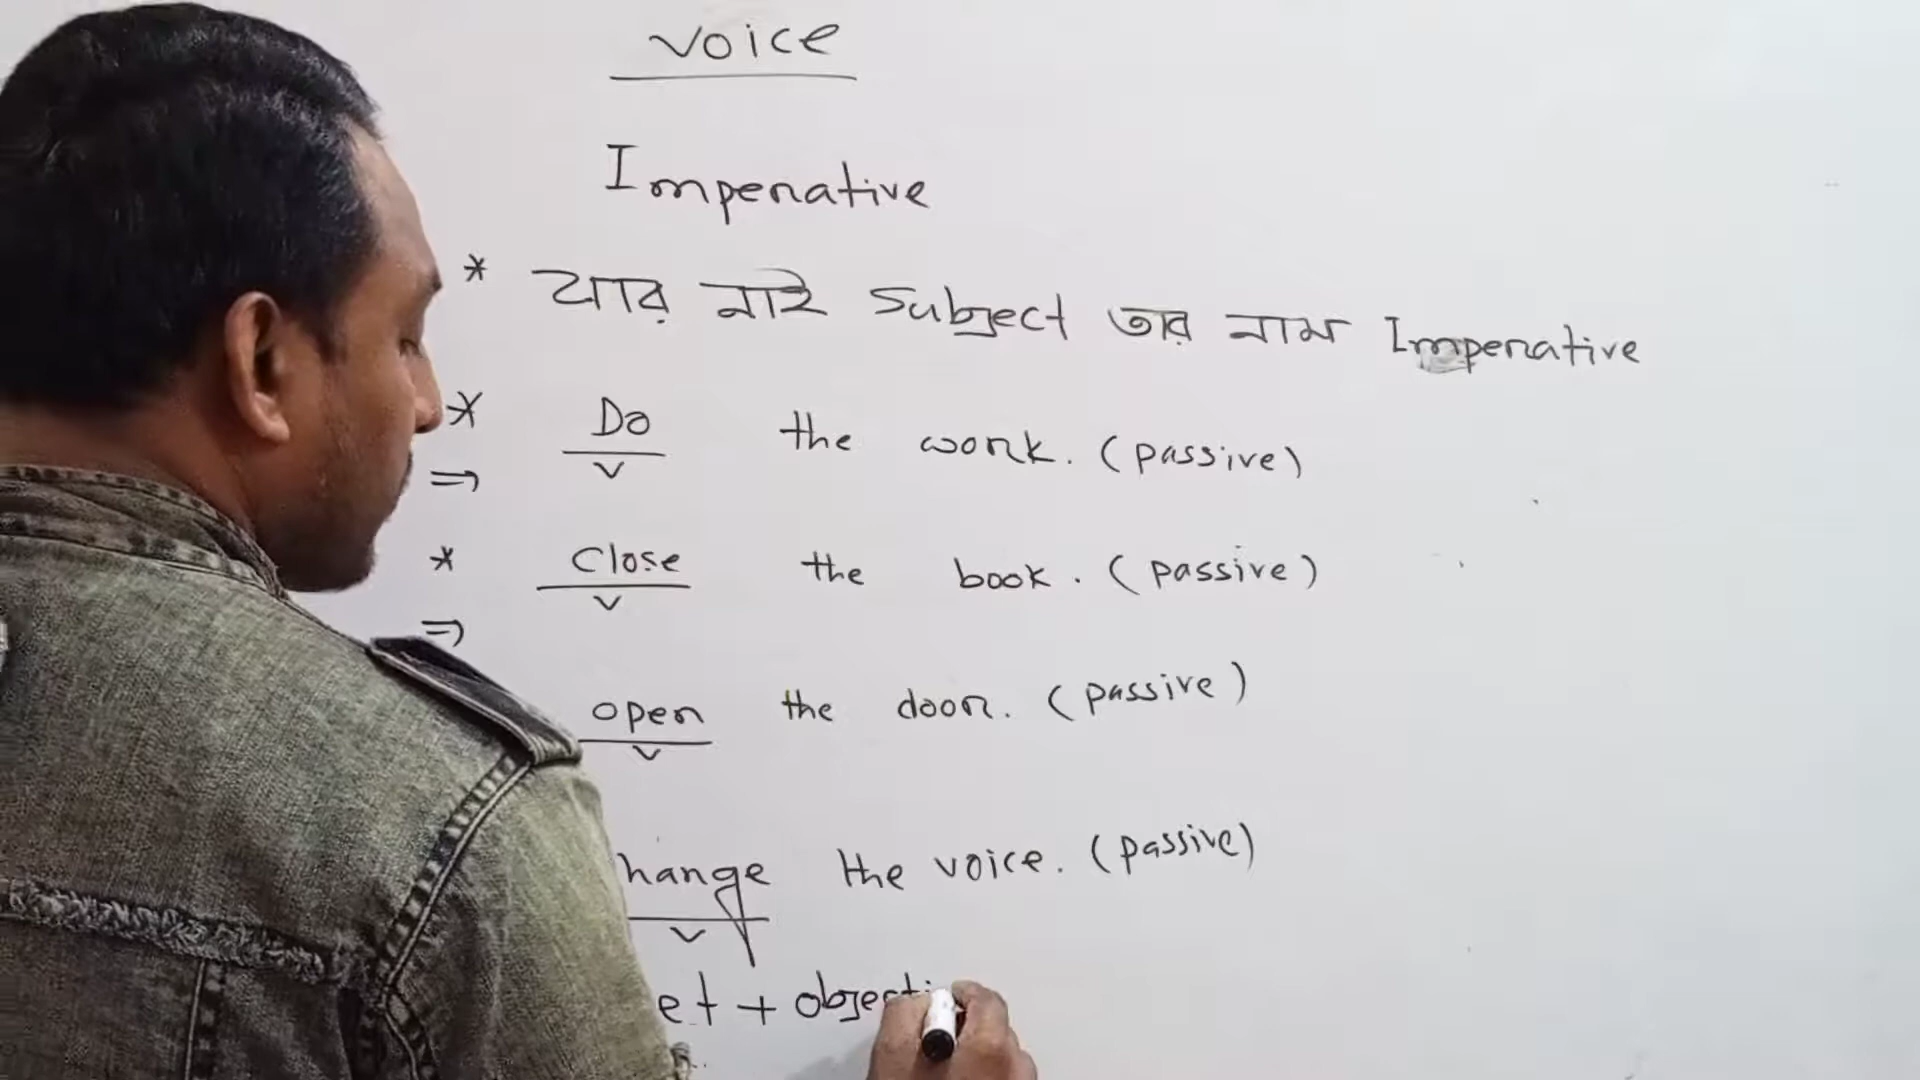 voice
Imperative
* যার নাই Subject তার নাম Imperative
* Do the work. (passive)
v
⇒
* Close the book. (passive)
v
⇒
open the door. (passive)
v
hange the voice. (passive)
v
et + objecti